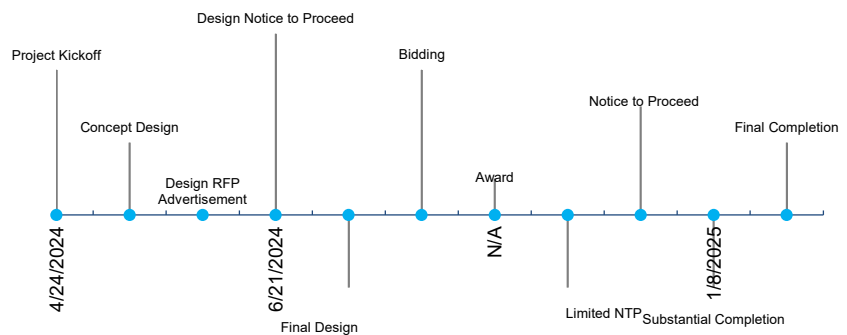 Design Notice to Proceed
Project Kickoff
Bidding
Notice to Proceed
Concept Design
Final Completion
Design RFP
Advertisement
Award
4/24/2024
6/21/2024
N/A
1/8/2025
Final Design
Limited NTP
Substantial Completion